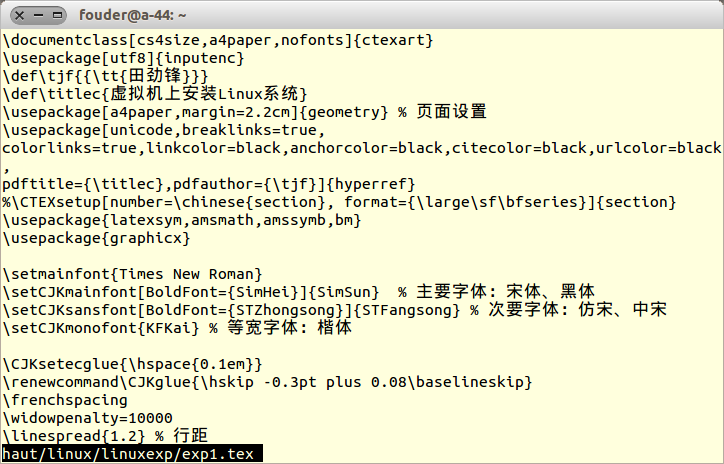 fouder@a-44: ~
\documentclass[cs4size,a4paper,nofonts]{ctexart}
\usepackage[utf8]{inputenc}
\def\tjf{{\tt{田劲锋}}}
\def\titlec{虚拟机上安装Linux系统}
\usepackage[a4paper,margin=2.2cm]{geometry} % 页面设置
\usepackage[unicode,breaklinks=true,
colorlinks=true,linkcolor=black,anchorcolor=black,citecolor=black,urlcolor=black
,
pdftitle={\titlec},pdfauthor={\tjf}]{hyperref}
%\CTEXsetup[number=\chinese{section}, format={\large\sf\bfseries}]{section}
\usepackage{latexsym,amsmath,amssymb,bm}
\usepackage{graphicx}
\setmainfont{Times New Roman}
\setCJKmainfont[BoldFont={SimHei}]{SimSun}  % 主要字体: 宋体、黑体
\setCJKsansfont[BoldFont={STZhongsong}]{STFangsong} % 次要字体: 仿宋、中宋
\setCJKmonofont{KFKai} % 等宽字体: 楷体
\CJKsetecglue{\hspace{0.1em}}
\renewcommand\CJKglue{\hskip -0.3pt plus 0.08\baselineskip}
\frenchspacing
\widowpenalty=10000
\linespread{1.2} % 行距
haut/linux/linuxexp/exp1.tex